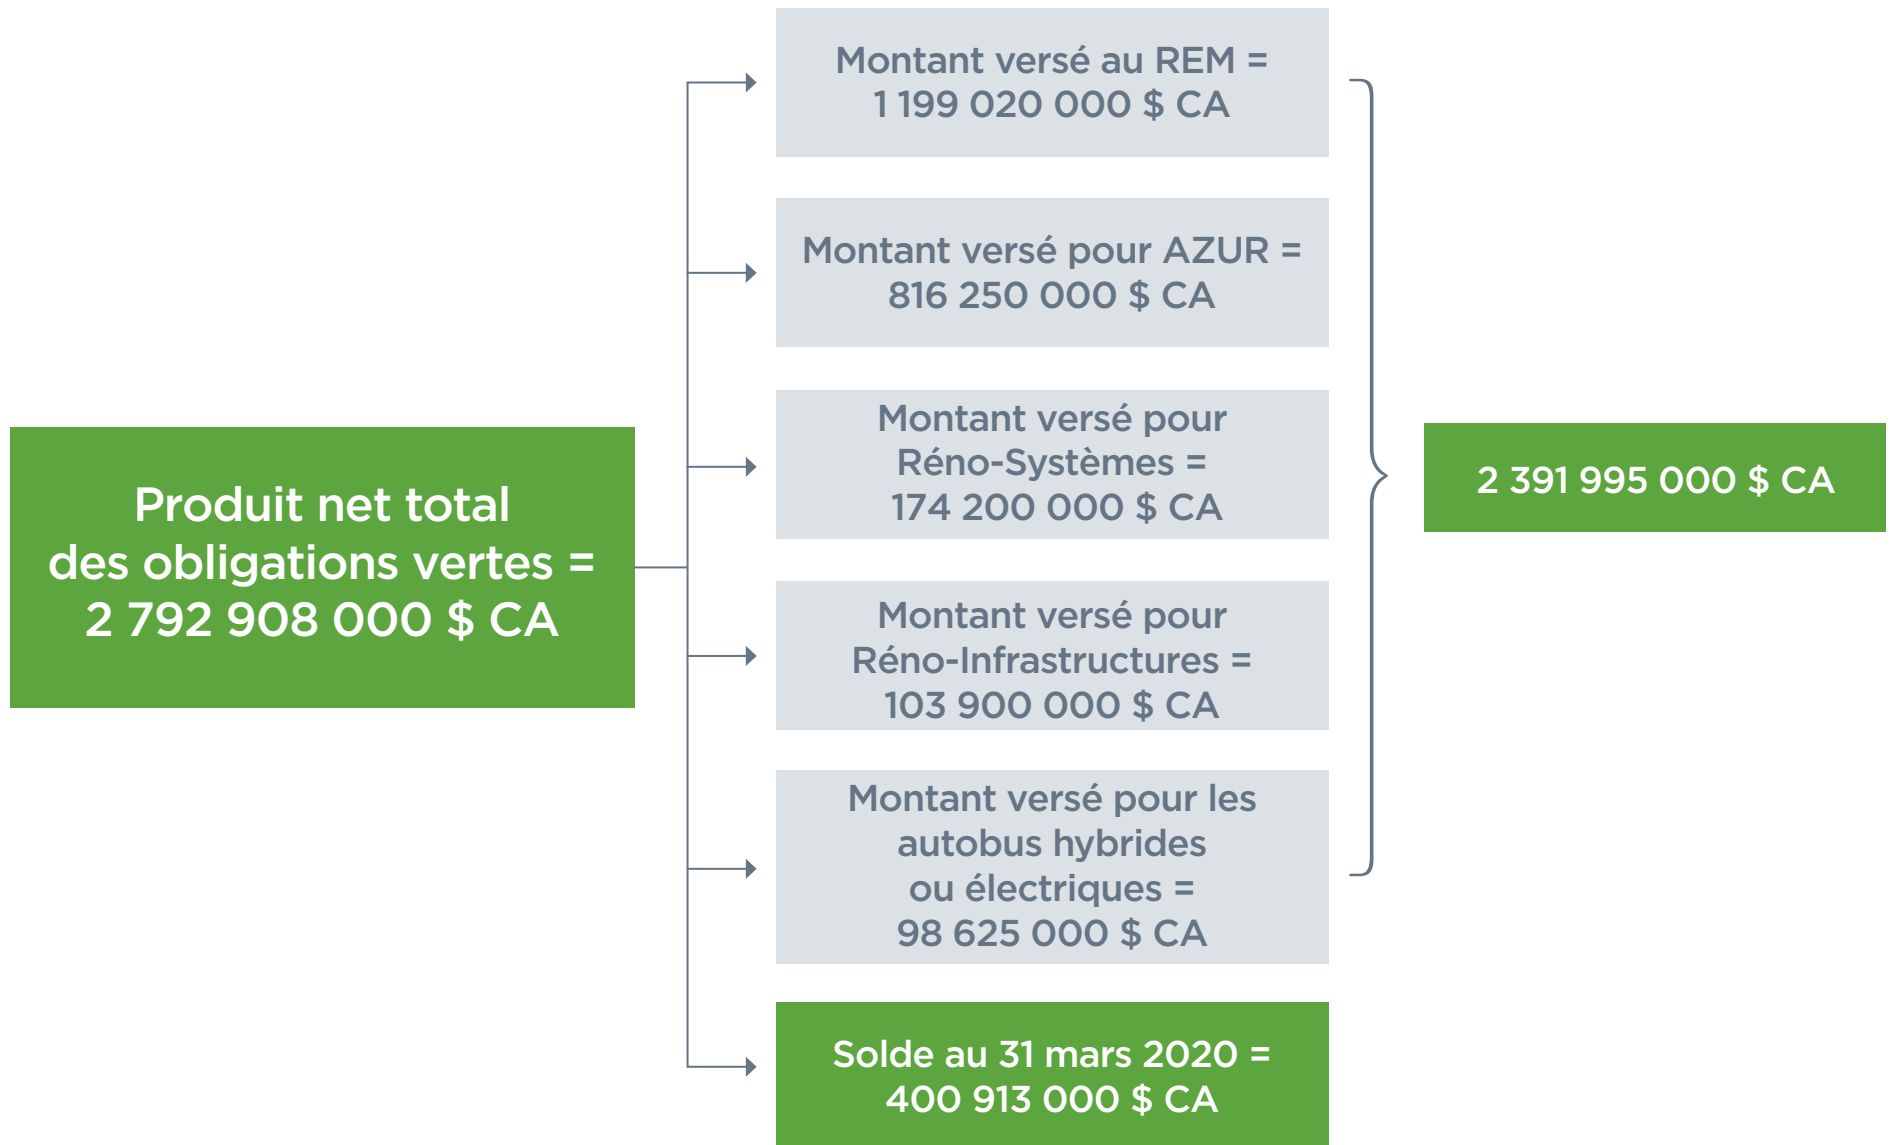 Produit net total
des obligations vertes =
2 792 908 000 $ CA
Montant versé au REM =
1 199 020 000 $ CA
Montant versé pour AZUR =
816 250 000 $ CA
Montant versé pour
Réno-Systèmes =
174 200 000 $ CA
Montant versé pour
Réno-Infrastructures =
103 900 000 $ CA
Montant versé pour les
autobus hybrides
ou électriques =
98 625 000 $ CA
Solde au 31 mars 2020 =
400 913 000 $ CA
2 391 995 000 $ CA